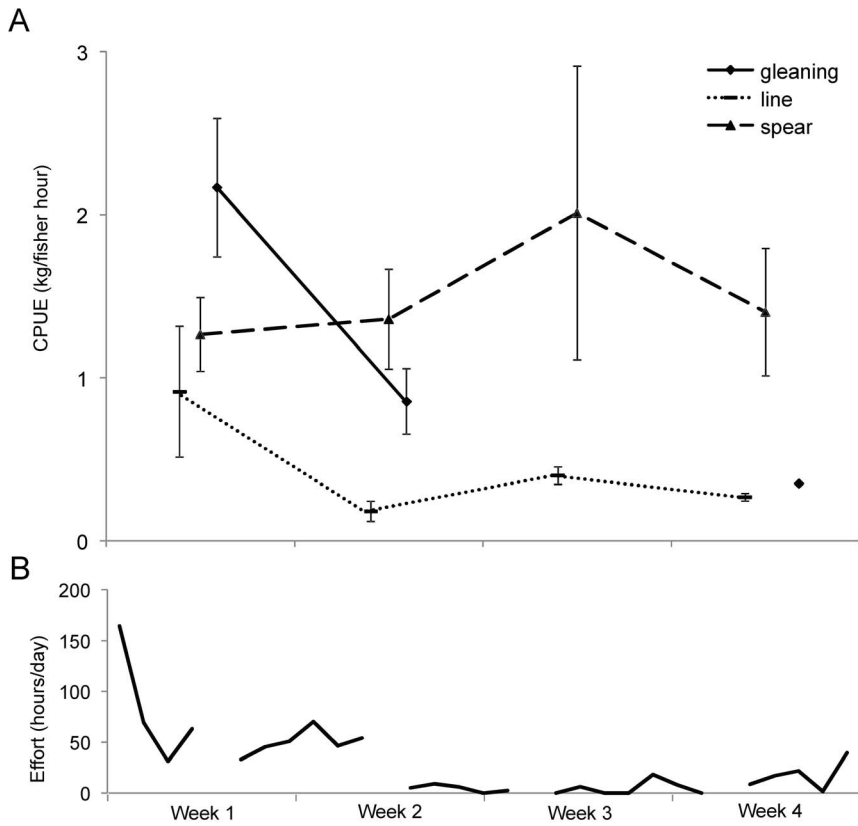 A
3
2
1
0
CPUE (kg/fisher hour)
gleaning
line
spear
B
200
150
100
50
0
Effort (hours/day)
Week 1
Week 2
Week 3
Week 4